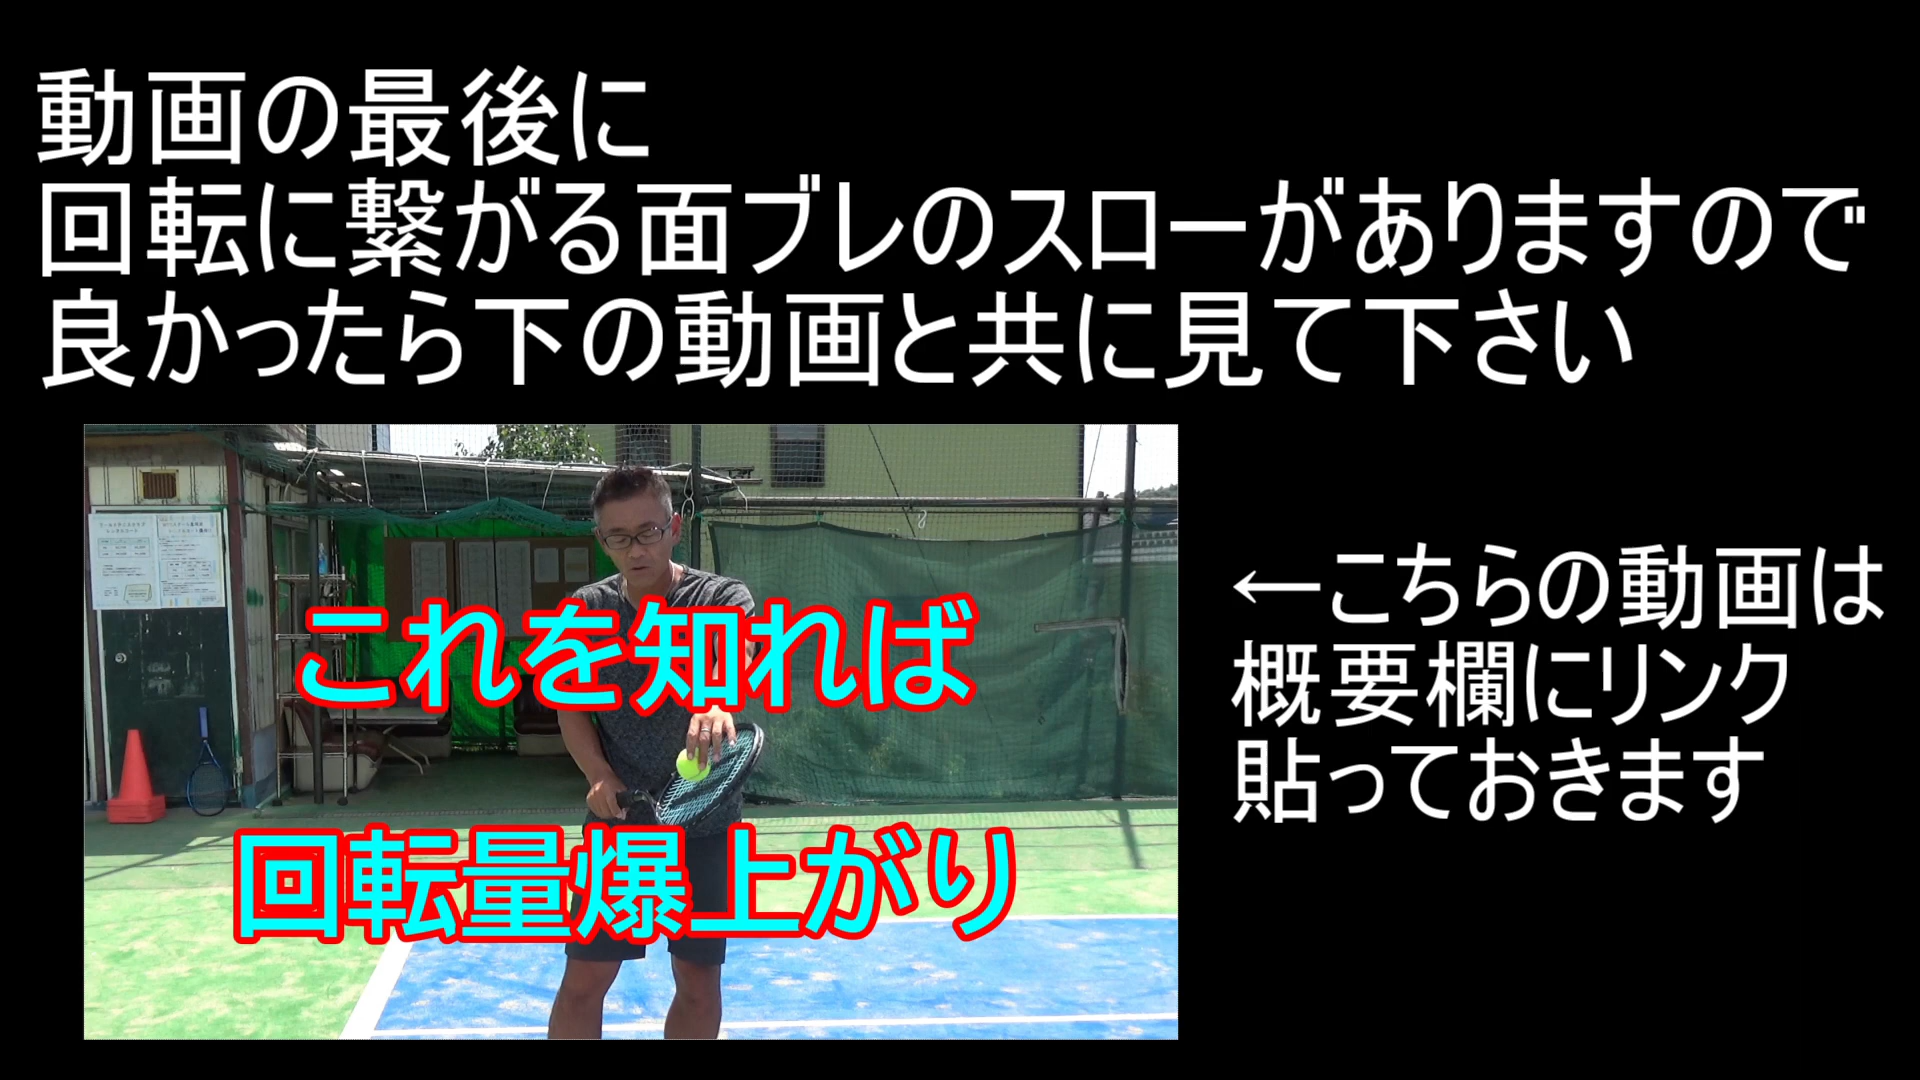 動画の最後に
回転に繋がる面ブレのスローがありますので
良かったら下の動画と共に見て下さい
これを知れば
回転量爆上がり
←こちらの動画は
概要欄にリンク
貼っておきます